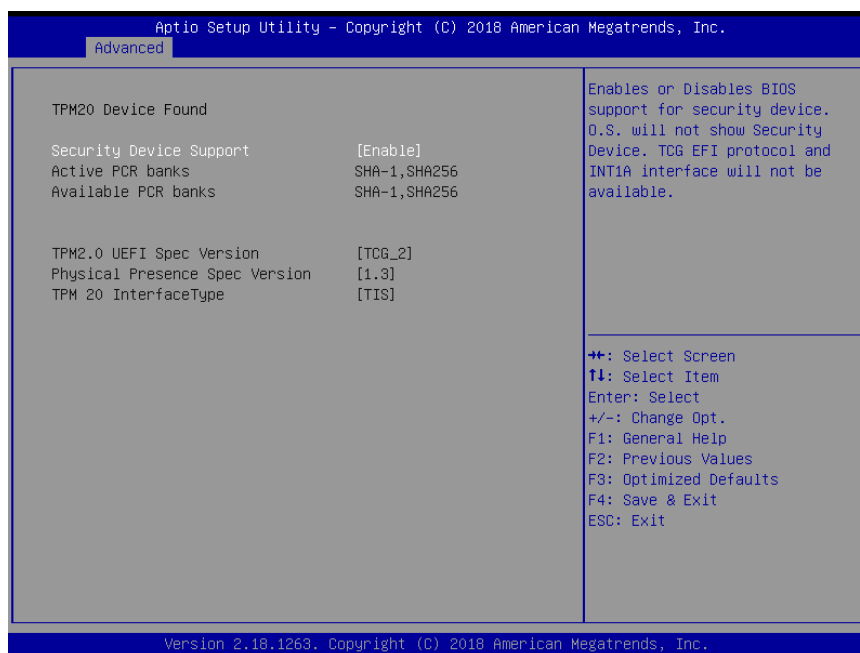 Aptio Setup Utility – Copyright (C) 2018 American Megatrends, Inc.
Advanced
TPM20 Device Found
Security Device Support [Enable]
Active PCR banks SHA-1,SHA256
Available PCR banks SHA-1,SHA256
TPM2.0 UEFI Spec Version [TCG_2]
Physical Presence Spec Version [1.3]
TPM 20 InterfaceType [TIS]
Enables or Disables BIOS
support for security device.
O.S. will not show Security
Device. TCG EFI protocol and
INT1A interface will not be
available.
→←: Select Screen
↑↓: Select Item
Enter: Select
+/-: Change Opt.
F1: General Help
F2: Previous Values
F3: Optimized Defaults
F4: Save & Exit
ESC: Exit
Version 2.18.1263. Copyright (C) 2018 American Megatrends, Inc.